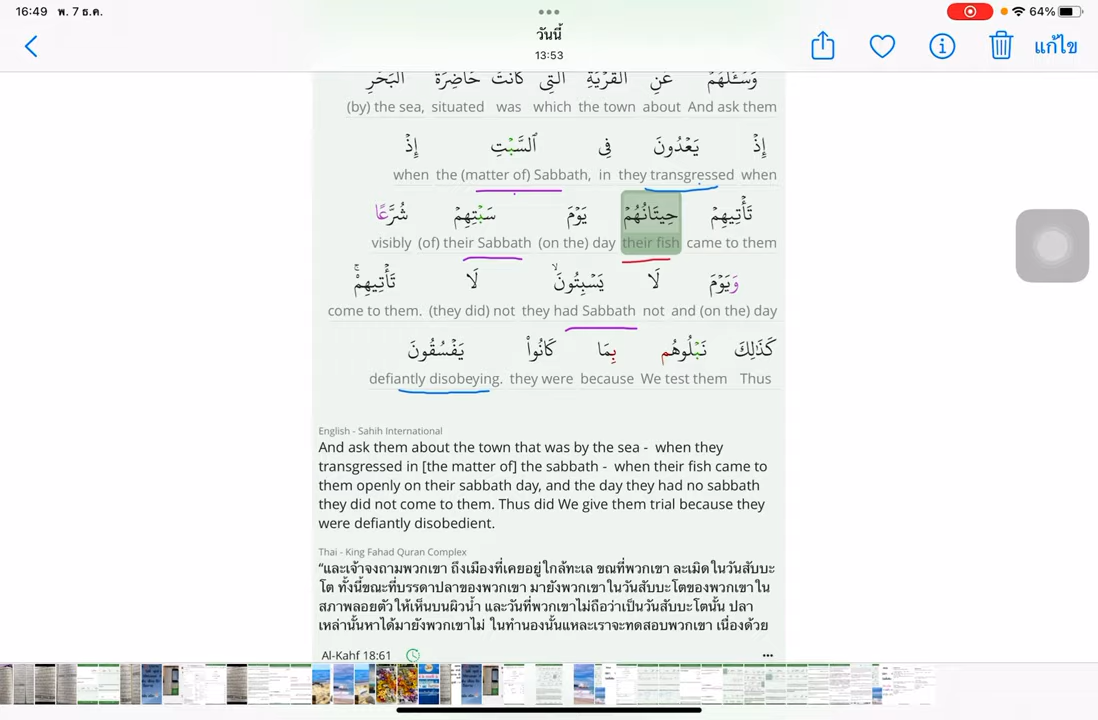 16:49 พ. 7 ธ.ค.
64%
วันนี้
13:53
แก้ไข
وَسْـَٔلْهُمْ عَنِ ٱلْقَرْيَةِ ٱلَّتِى كَانَتْ حَاضِرَةَ ٱلْبَحْرِ
(by) the sea, situated was which the town about And ask them
إِذْ يَعْدُونَ فِى ٱلسَّبْتِ إِذْ
when the (matter of) Sabbath, in they transgressed when
تَأْتِيهِمْ حِيتَانُهُمْ يَوْمَ سَبْتِهِمْ شُرَّعًا
visibly (of) their Sabbath (on the) day their fish came to them
وَيَوْمَ لَا يَسْبِتُونَ ۙ لَا تَأْتِيهِمْ ۚ
come to them. (they did) not they had Sabbath not and (on the) day
كَذَٰلِكَ نَبْلُوهُم بِمَا كَانُوا۟ يَفْسُقُونَ
defiantly disobeying. they were because We test them Thus
English - Sahih International
And ask them about the town that was by the sea - when they
transgressed in [the matter of] the sabbath - when their fish came to
them openly on their sabbath day, and the day they had no sabbath
they did not come to them. Thus did We give them trial because they
were defiantly disobedient.
Thai - King Fahad Quran Complex
“และเจ้าจงถามพวกเขา ถึงเมืองที่เคยอยู่ใกล้ทะเล ขณที่พวกเขา ละเมิดในวันสับบะ
โต ทั้งนี้ขณะที่บรรดาปลาของพวกเขา มายังพวกเขาในวันสับบะโตของพวกเขาใน
สภาพลอยตัวให้เห็นบนผิวน้ำ และวันที่พวกเขาไม่ถือว่าเป็นวันสับบะโตนั้น ปลา
เหล่านั้นหาได้มายังพวกเขาไม่ ในทำนองนั้นแหละเราจะทดสอบพวกเขา เนื่องด้วย
Al-Kahf 18:61